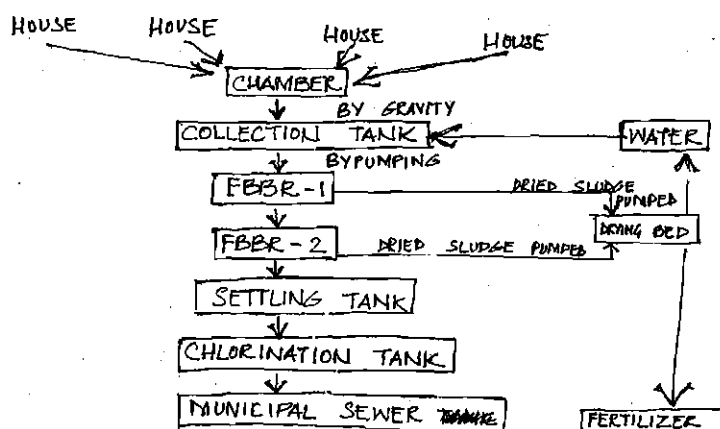 HOUSE HOUSE HOUSE HOUSE
CHAMBER
BY GRAVITY
COLLECTION TANK WATER
BY PUMPING
FBBR-1 DRIED SLUDGE PUMPED
DRYING BED
FBBR-2 DRIED SLUDGE PUMPED
SETTLING TANK
CHLORINATION TANK
MUNICIPAL SEWER FERTILIZER